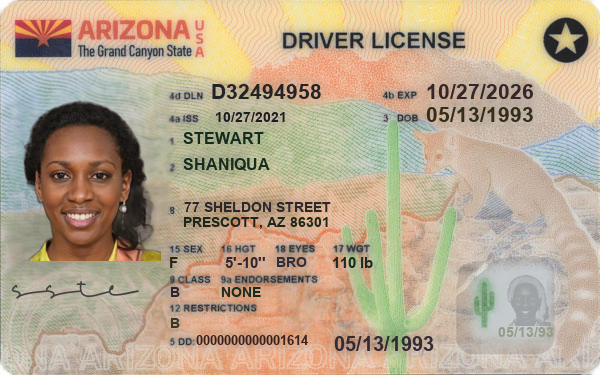 ARIZONA USA
The Grand Canyon State
DRIVER LICENSE
4d DLN D32494958
4b EXP 10/27/2026
4a ISS 10/27/2021
3 DOB 05/13/1993
1 STEWART
2 SHANIQUA
8 77 SHELDON STREET
PRESCOTT, AZ 86301
15 SEX 16 HGT 18 EYES 17 WGT
F 5'-10" BRO 110 lb
9 CLASS 9a ENDORSEMENTS
B NONE
12 RESTRICTIONS
B
5 DD: 0000000000001614
05/13/1993
05/13/93
sste
ARIZONA ARIZONA ARIZONA ARIZONA